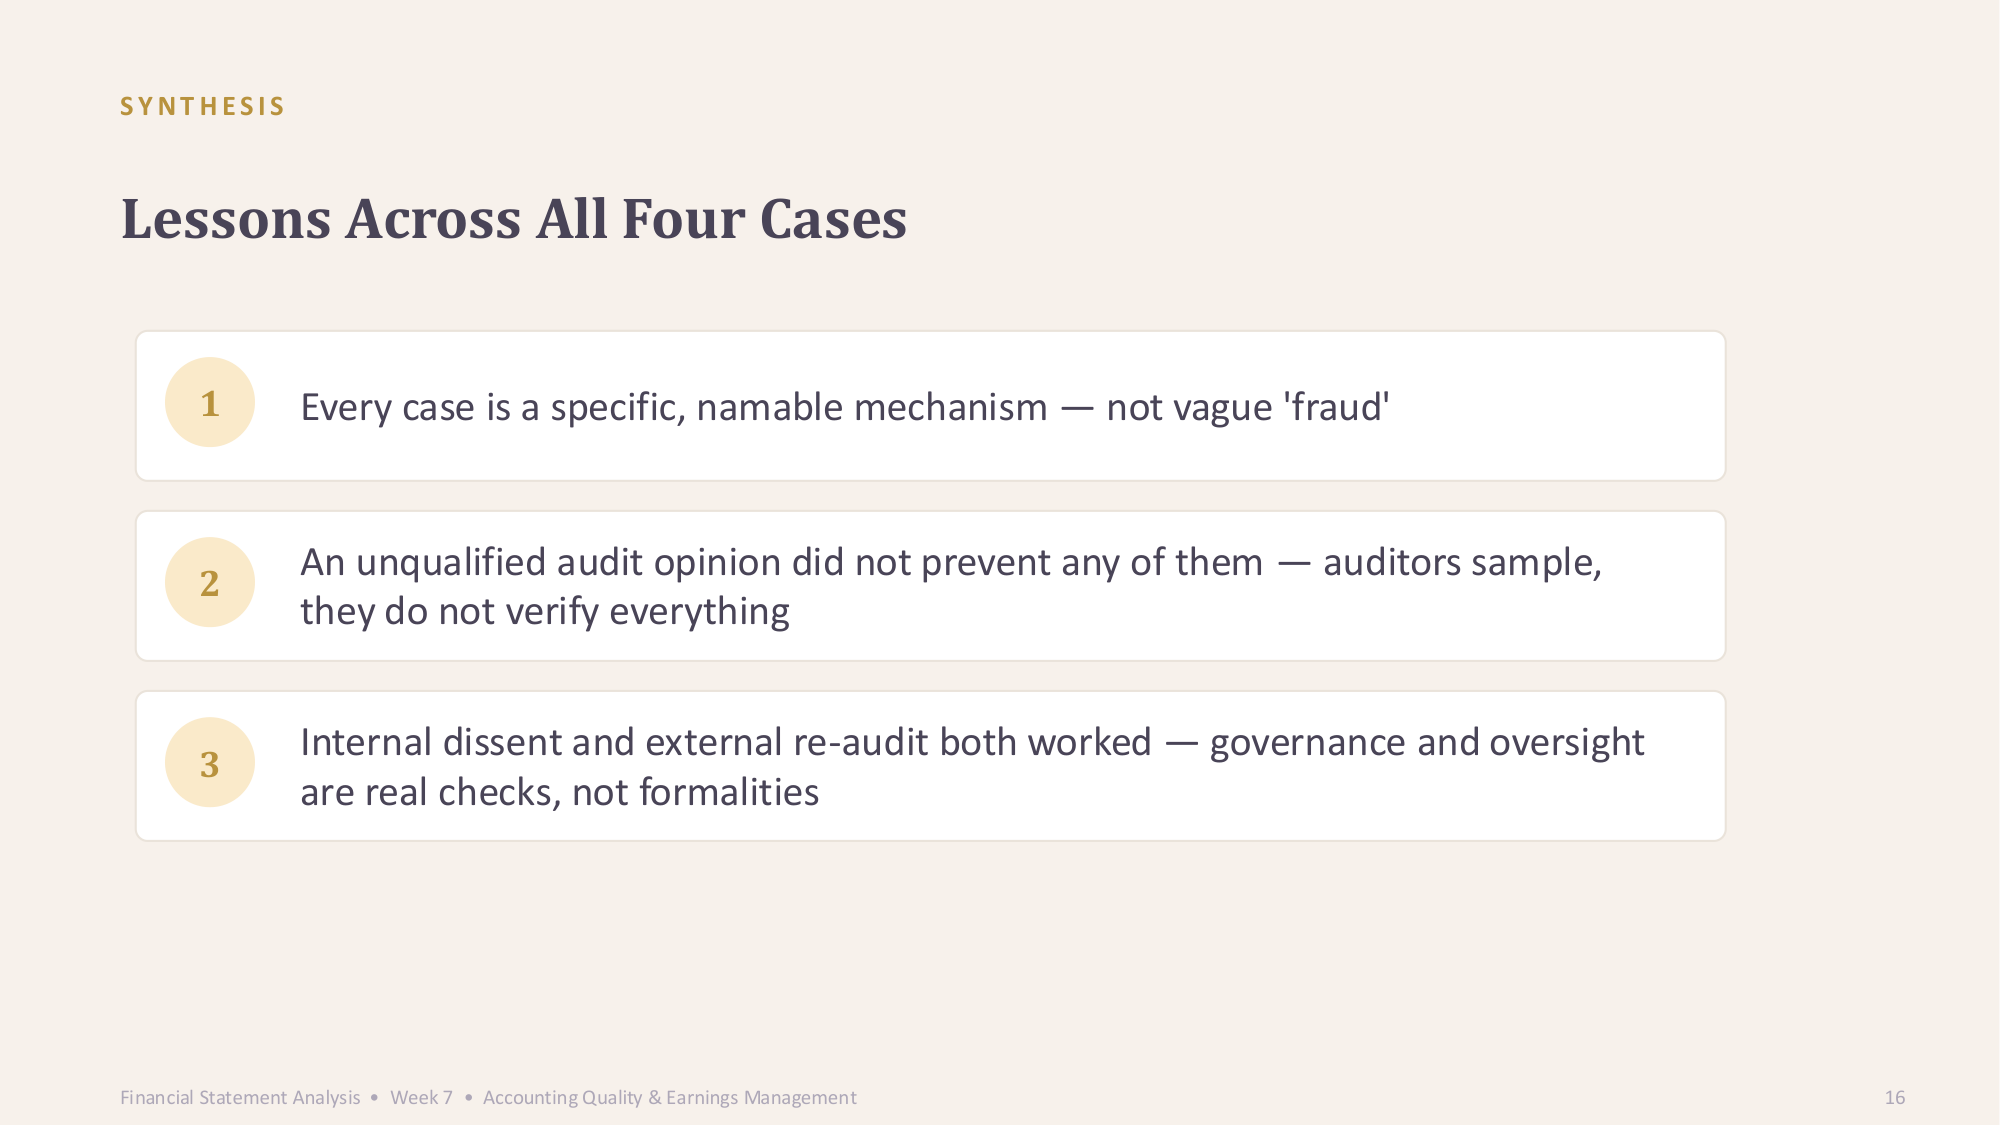 SYNTHESIS
Lessons Across All Four Cases
1
Every case is a specific, namable mechanism — not vague 'fraud'
2
An unqualified audit opinion did not prevent any of them — auditors sample,
they do not verify everything
3
Internal dissent and external re-audit both worked — governance and oversight
are real checks, not formalities
Financial Statement Analysis • Week 7 • Accounting Quality & Earnings Management
16